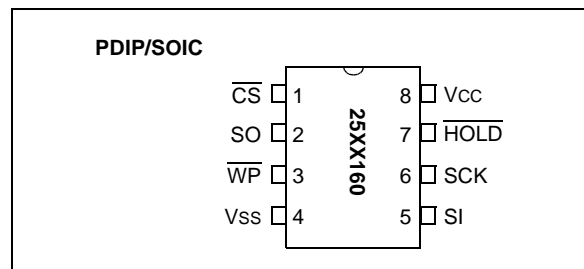 PDIP/SOIC
CS 1 8 VCC
SO 2 7 HOLD
WP 3 6 SCK
VSS 4 5 SI
25XX160